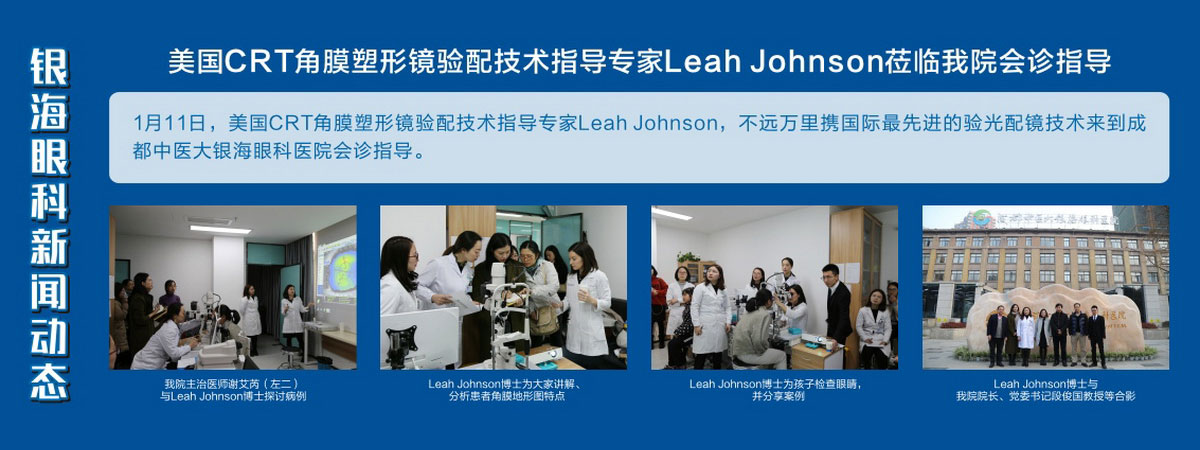 银海眼科新闻动态
美国CRT角膜塑形镜验配技术指导专家Leah Johnson莅临我院会诊指导
1月11日，美国CRT角膜塑形镜验配技术指导专家Leah Johnson，不远万里携国际最先进的验光配镜技术来到成
都中医大银海眼科医院会诊指导。
我院主治医师谢艾芮（左二）
与Leah Johnson博士探讨病例
Leah Johnson博士为大家讲解、
分析患者角膜地形图特点
Leah Johnson博士为孩子检查眼睛，
并分享案例
Leah Johnson博士与
我院院长、党委书记段俊国教授等合影